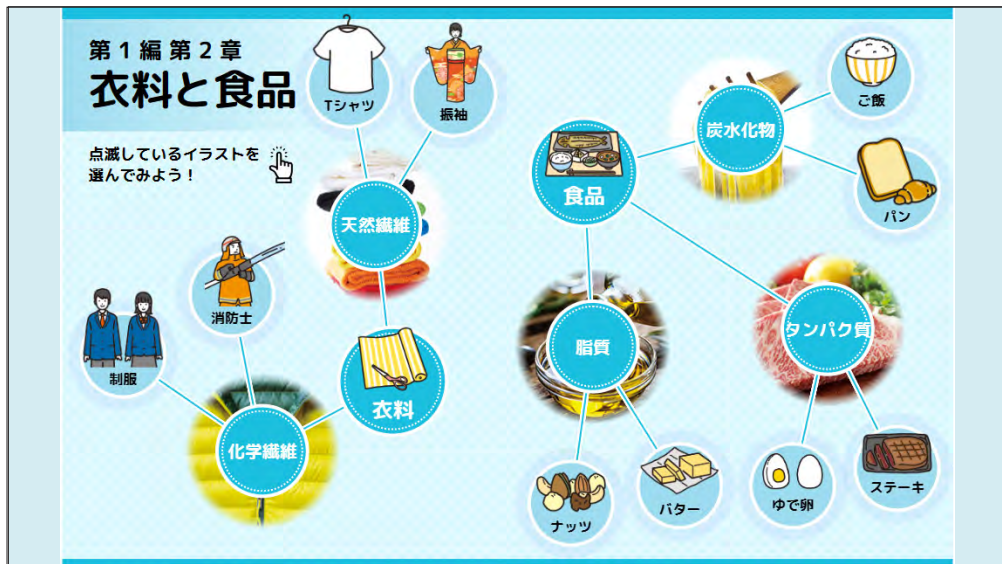 第1編 第2章
衣料と食品
点滅しているイラストを
選んでみよう！
Tシャツ
振袖
天然繊維
消防士
制服
衣料
化学繊維
食品
炭水化物
ご飯
パン
脂質
タンパク質
ナッツ
バター
ゆで卵
ステーキ